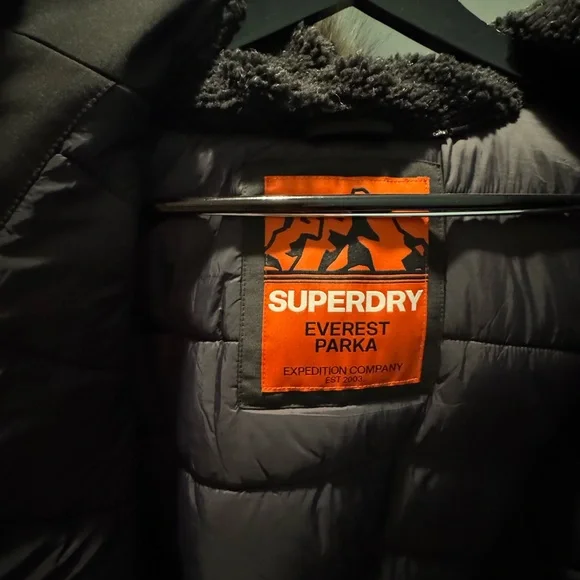 SUPERDRY
EVEREST
PARKA
EXPEDITION COMPANY
EST 2003